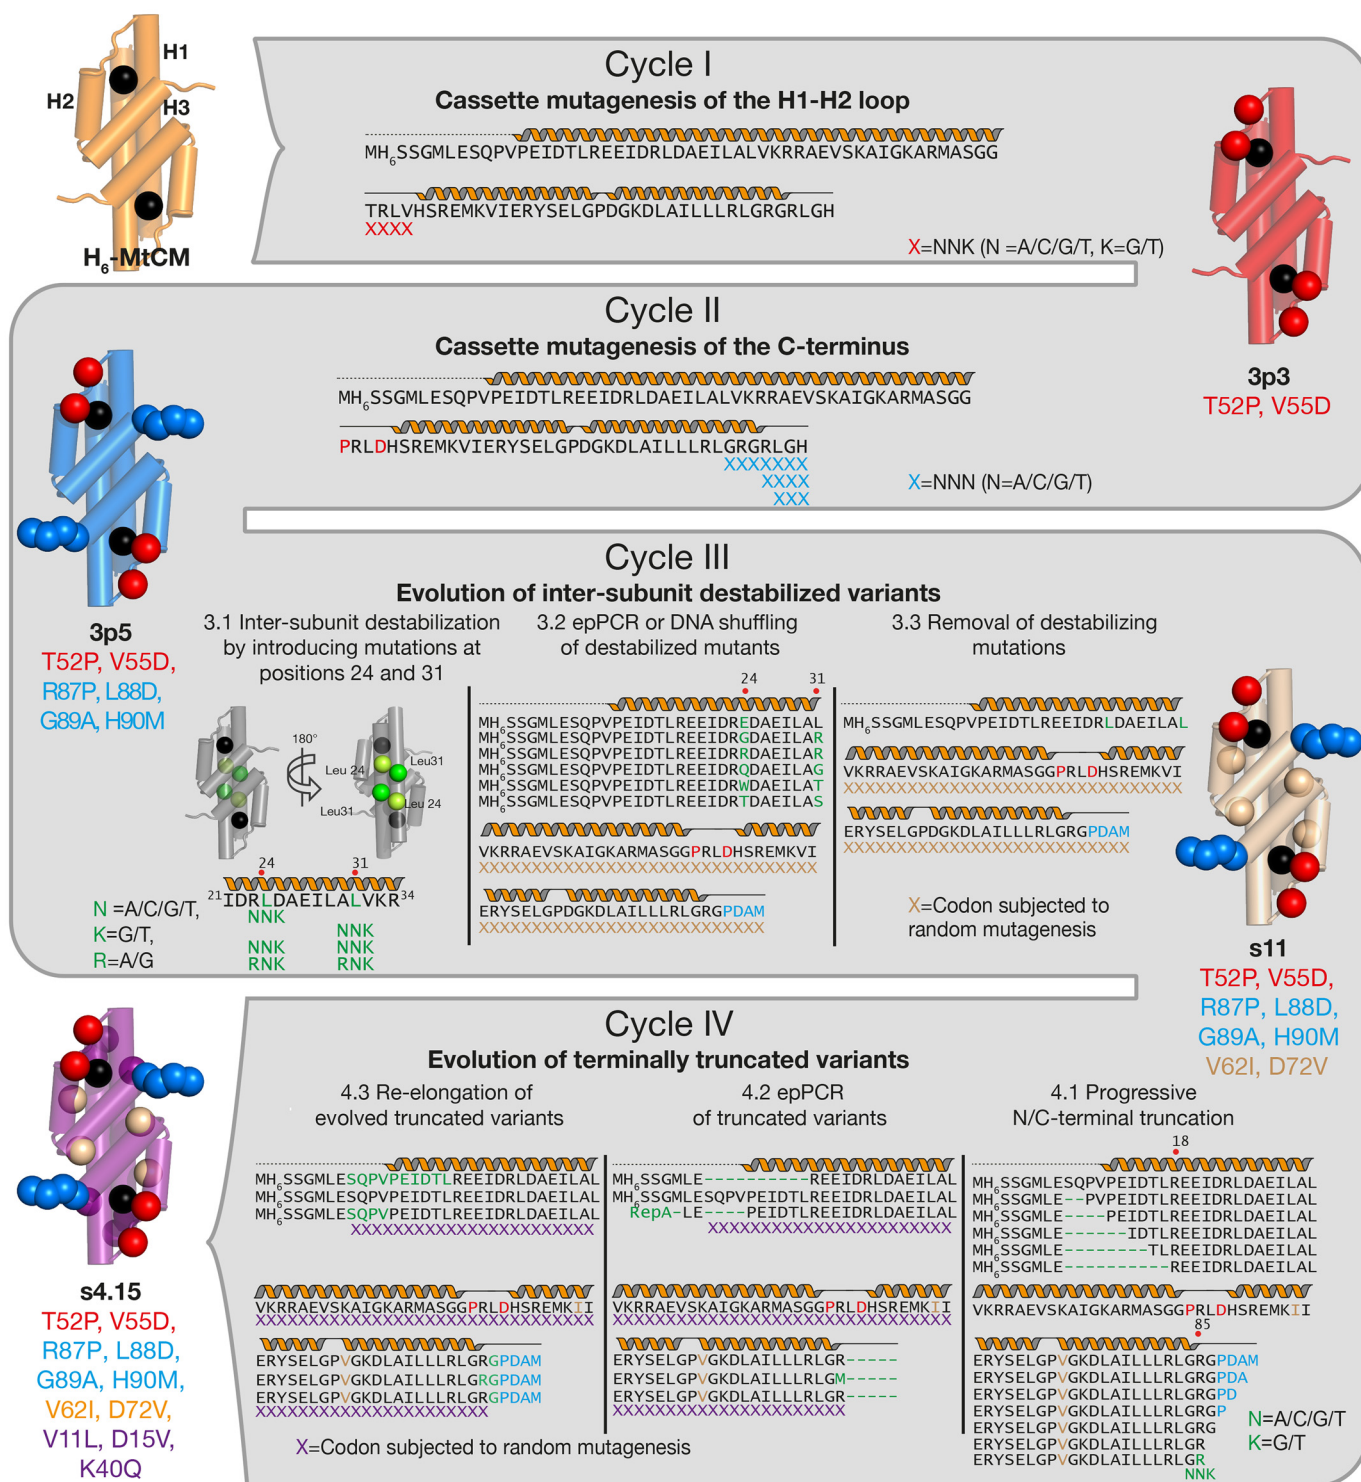 H1
H2
H3
H6-MtCM
Cycle I
Cassette mutagenesis of the H1-H2 loop
MH6SSGMLESQPVPEIDTLREEIDRLDAEILALVKRRAEVSKAIGKARMASGG
TRLVHSREMKVIERYSELGPDGKDLAILLLRLGRGRLGH
XXXX
X=NNK (N =A/C/G/T, K=G/T)
3p3
T52P, V55D
Cycle II
Cassette mutagenesis of the C-terminus
MH6SSGMLESQPVPEIDTLREEIDRLDAEILALVKRRAEVSKAIGKARMASGG
PRLDHSREMKVIERYSELGPDGKDLAILLLRLGRGRLGH
XXXXXXX
XXXX
XXX
X=NNN (N=A/C/G/T)
3p5
T52P, V55D,
R87P, L88D,
G89A, H90M
Cycle III
Evolution of inter-subunit destabilized variants
3.1 Inter-subunit destabilization
by introducing mutations at
positions 24 and 31
180°
Leu 24
Leu31
Leu31
Leu 24
24
31
21IDRLDAEILALVKR34
NNK
NNK
NNK NNK
RNK RNK
N =A/C/G/T,
K=G/T,
R=A/G
3.2 epPCR or DNA shuffling
of destabilized mutants
24
31
MH6SSGMLESQPVPEIDTLREEIDREDAEILAL
MH6SSGMLESQPVPEIDTLREEIDRGDAEILAR
MH6SSGMLESQPVPEIDTLREEIDRRDAEILAR
MH6SSGMLESQPVPEIDTLREEIDRQDAEILAG
MH6SSGMLESQPVPEIDTLREEIDRWDAEILAT
MH6SSGMLESQPVPEIDTLREEIDRTDAEILAS
VKRRAEVSKAIGKARMASGGPRLDHSREMKVI
XXXXXXXXXXXXXXXXXXXXXXXXXXXXXXXX
ERYSELGPDGKDLAILLLRLGRGPDAM
XXXXXXXXXXXXXXXXXXXXXXXXXXX
3.3 Removal of destabilizing
mutations
MH6SSGMLESQPVPEIDTLREEIDRLDAEILAL
VKRRAEVSKAIGKARMASGGPRLDHSREMKVI
XXXXXXXXXXXXXXXXXXXXXXXXXXXXXXXX
ERYSELGPDGKDLAILLLRLGRGPDAM
XXXXXXXXXXXXXXXXXXXXXXXXXXX
X=Codon subjected to
random mutagenesis
s11
T52P, V55D,
R87P, L88D,
G89A, H90M
V62I, D72V
Cycle IV
Evolution of terminally truncated variants
4.3 Re-elongation of
evolved truncated variants
MH6SSGMLESQPVPEIDTLREEIDRLDAEILAL
MH6SSGMLESQPVPEIDTLREEIDRLDAEILAL
MH6SSGMLESQPVPEIDTLREEIDRLDAEILAL
XXXXXXXXXXXXXXXXXXXXXXX
VKRRAEVSKAIGKARMASGGPRLDHSREMKII
XXXXXXXXXXXXXXXXXXXXXXXXXXXXXXXX
ERYSELGPVGKDLAILLLRLGRGPDAM
ERYSELGPVGKDLAILLLRLGRGPDAM
ERYSELGPVGKDLAILLLRLGRGPDAM
XXXXXXXXXXXXXXXXXXXXXX
X=Codon subjected to random mutagenesis
4.2 epPCR
of truncated variants
MH6SSGMLE----------REEIDRLDAEILAL
MH6SSGMLESQPVPEIDTLREEIDRLDAEILAL
RepA-LE----PEIDTLREEIDRLDAEILAL
XXXXXXXXXXXXXXXXXXXXXXX
VKRRAEVSKAIGKARMASGGPRLDHSREMKII
XXXXXXXXXXXXXXXXXXXXXXXXXXXXXXXX
ERYSELGPVGKDLAILLLRLGR-----
ERYSELGPVGKDLAILLLRLGM-----
ERYSELGPVGKDLAILLLRLGR-----
XXXXXXXXXXXXXXXXXXXXXX
4.1 Progressive
N/C-terminal truncation
18
MH6SSGMLESQPVPEIDTLREEIDRLDAEILAL
MH6SSGMLE--PVPEIDTLREEIDRLDAEILAL
MH6SSGMLE----PEIDTLREEIDRLDAEILAL
MH6SSGMLE------IDTLREEIDRLDAEILAL
MH6SSGMLE--------TLREEIDRLDAEILAL
MH6SSGMLE----------REEIDRLDAEILAL
VKRRAEVSKAIGKARMASGGPRLDHSREMKII
85
ERYSELGPVGKDLAILLLRLGRGPDAM
ERYSELGPVGKDLAILLLRLGRGPDA
ERYSELGPVGKDLAILLLRLGRGPD
ERYSELGPVGKDLAILLLRLGRGP
ERYSELGPVGKDLAILLLRLGRG
ERYSELGPVGKDLAILLLRLGR
ERYSELGPVGKDLAILLLRLGR
NNK
N=A/C/G/T
K=G/T
s4.15
T52P, V55D,
R87P, L88D,
G89A, H90M,
V62I, D72V,
V11L, D15V,
K40Q